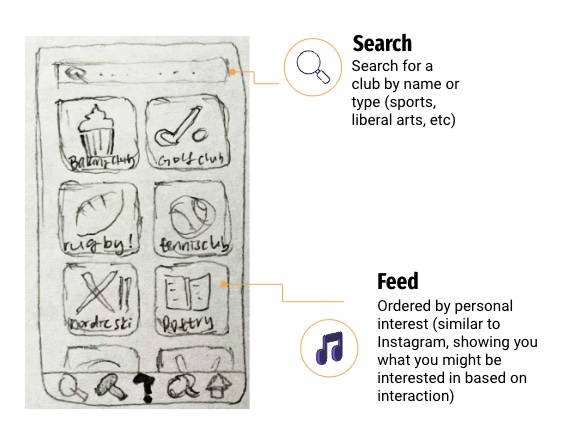 Search
Search for a
club by name or
type (sports,
liberal arts, etc)
Baking club
Golf club
rugby!
tennis club
nordic ski
Poetry
Feed
Ordered by personal
interest (similar to
Instagram, showing you
what you might be
interested in based on
interaction)